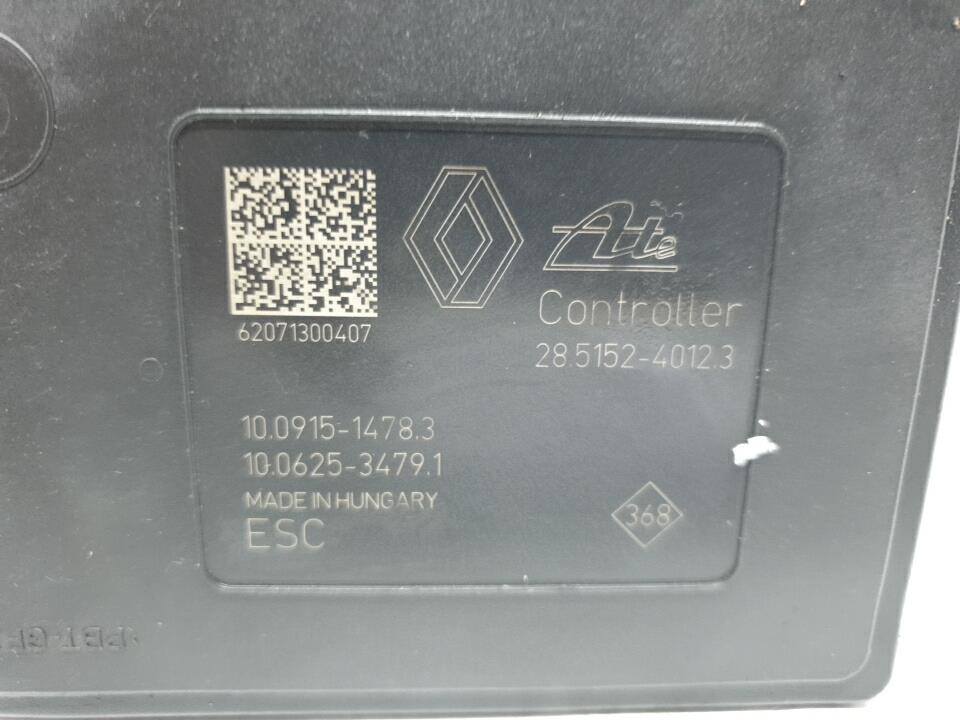 Ate
Controller
28.5152-4012.3
62071300407
10.0915-1478.3
10.0625-3479.1
MADE IN HUNGARY
ESC
368